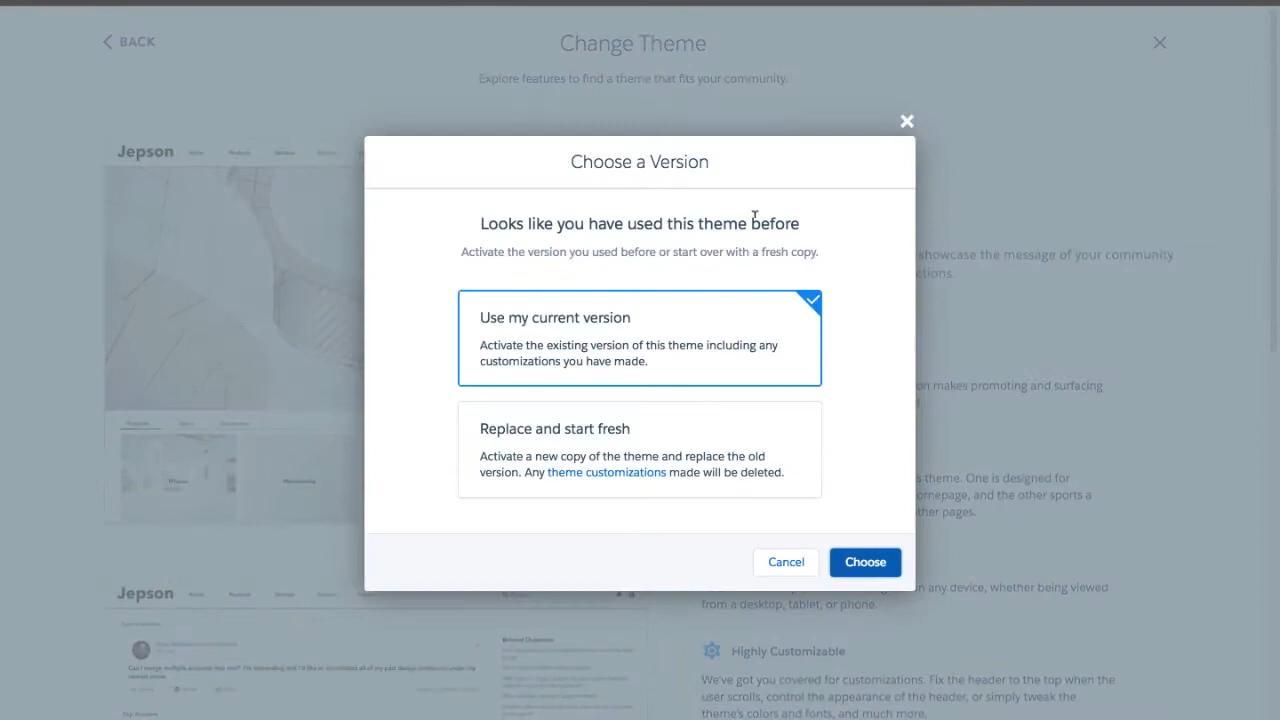 BACK
Change Theme
Explore features to find a theme that fits your community.
Jepson
Choose a Version
Looks like you have used this theme before
Activate the version you used before or start over with a fresh copy.
Use my current version
Activate the existing version of this theme including any
customizations you have made.
Replace and start fresh
Activate a new copy of the theme and replace the old
version. Any theme customizations made will be deleted.
Cancel
Choose
showcase the message of your community
ctions.
on makes promoting and surfacing
s theme. One is designed for
omepage, and the other sports a
ther pages.
Jepson
on any device, whether being viewed
from a desktop, tablet, or phone.
Highly Customizable
We've got you covered for customizations. Fix the header to the top when the
user scrolls, control the appearance of the header, or simply tweak the
theme's colors and fonts, and much more.